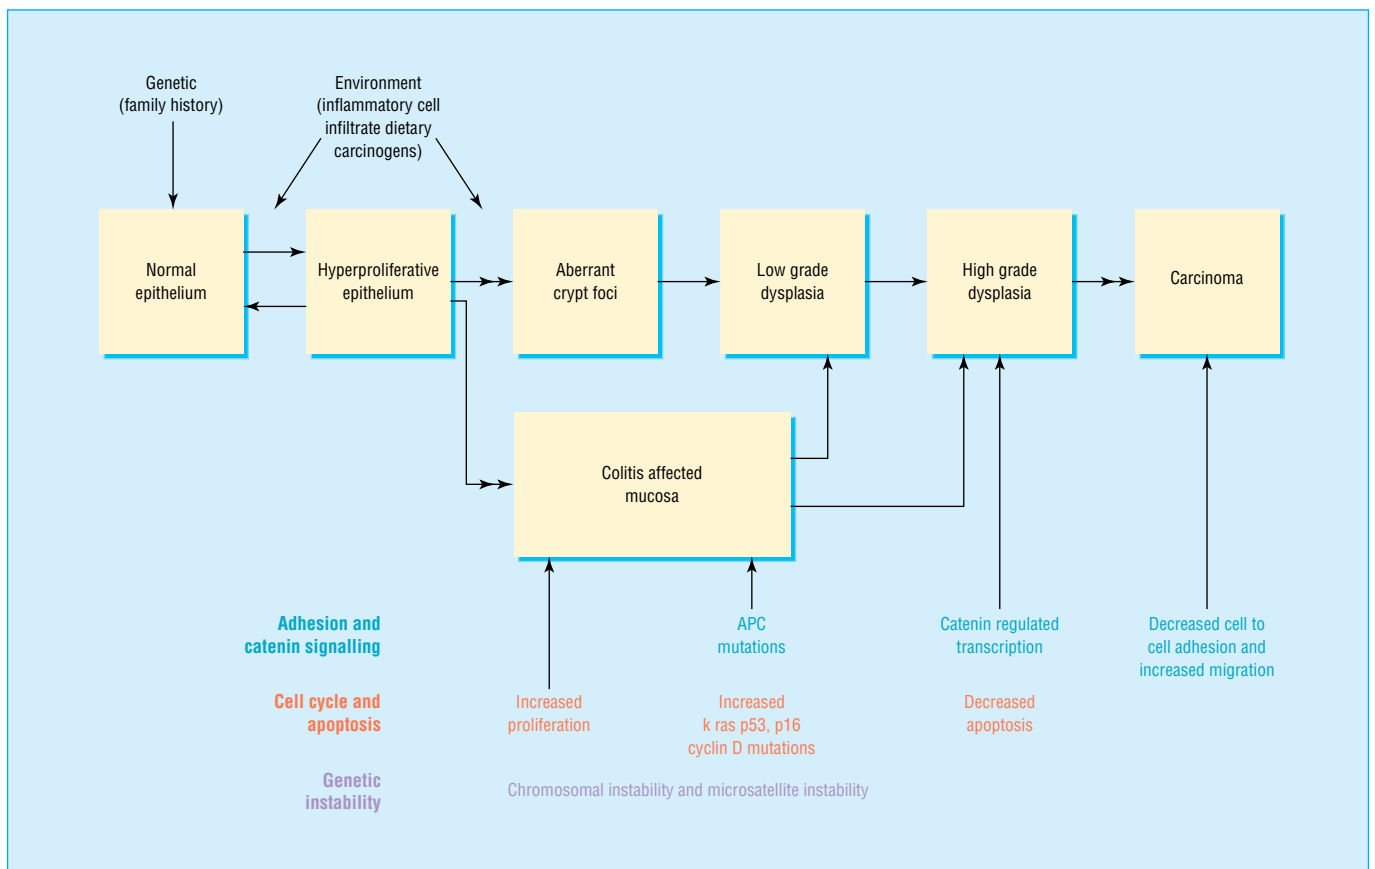 Genetic
(family history)
Environment
(inflammatory cell
infiltrate dietary
carcinogens)
Normal
epithelium
Hyperproliferative
epithelium
Aberrant
crypt foci
Low grade
dysplasia
High grade
dysplasia
Carcinoma
Colitis affected
mucosa
Adhesion and
catenin signalling
APC
mutations
Catenin regulated
transcription
Decreased cell to
cell adhesion and
increased migration
Cell cycle and
apoptosis
Increased
proliferation
Increased
k ras p53, p16
cyclin D mutations
Decreased
apoptosis
Genetic
instability
Chromosomal instability and microsatellite instability